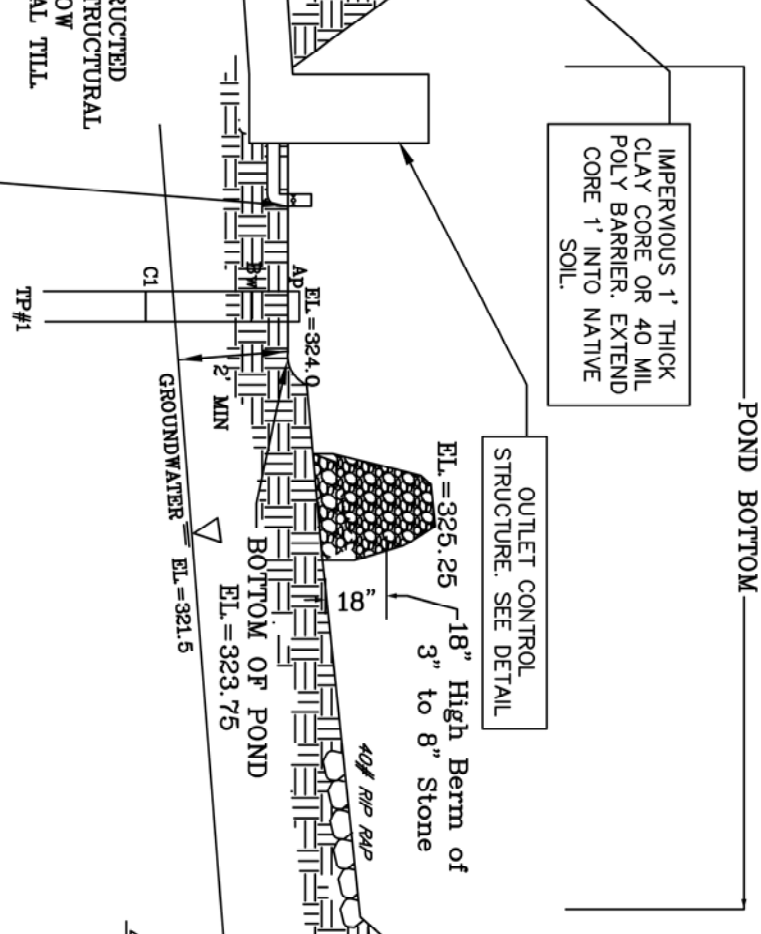 POND BOTTOM
IMPERVIOUS 1' THICK
CLAY CORE OR 40 MIL
POLY BARRIER. EXTEND
CORE 1' INTO NATIVE
SOIL.
OUTLET CONTROL
STRUCTURE. SEE DETAIL
EL.=325.25
18" High Berm of
3" to 8" Stone
18"
40# RIP RAP
EL=324.0
AP
BW
C1
TP#1
2' MIN
BOTTOM OF POND
EL.=323.75
GROUNDWATER EL.=321.5
RUCTED
TRUCTURAL
OW
AL TILL